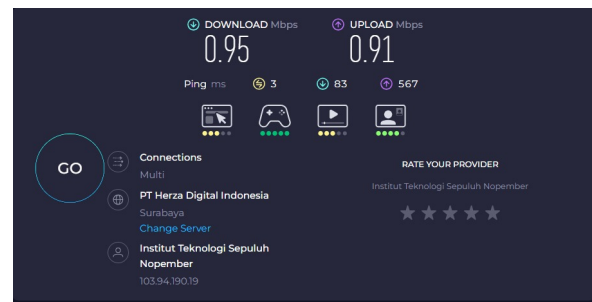 DOWNLOAD Mbps
UPLOAD Mbps
0.95
0.91
Ping ms 3 83 567
GO
Connections
Multi
PT Herza Digital Indonesia
Surabaya
Change Server
Institut Teknologi Sepuluh
Nopember
103.94.190.19
RATE YOUR PROVIDER
Institut Teknologi Sepuluh Nopember